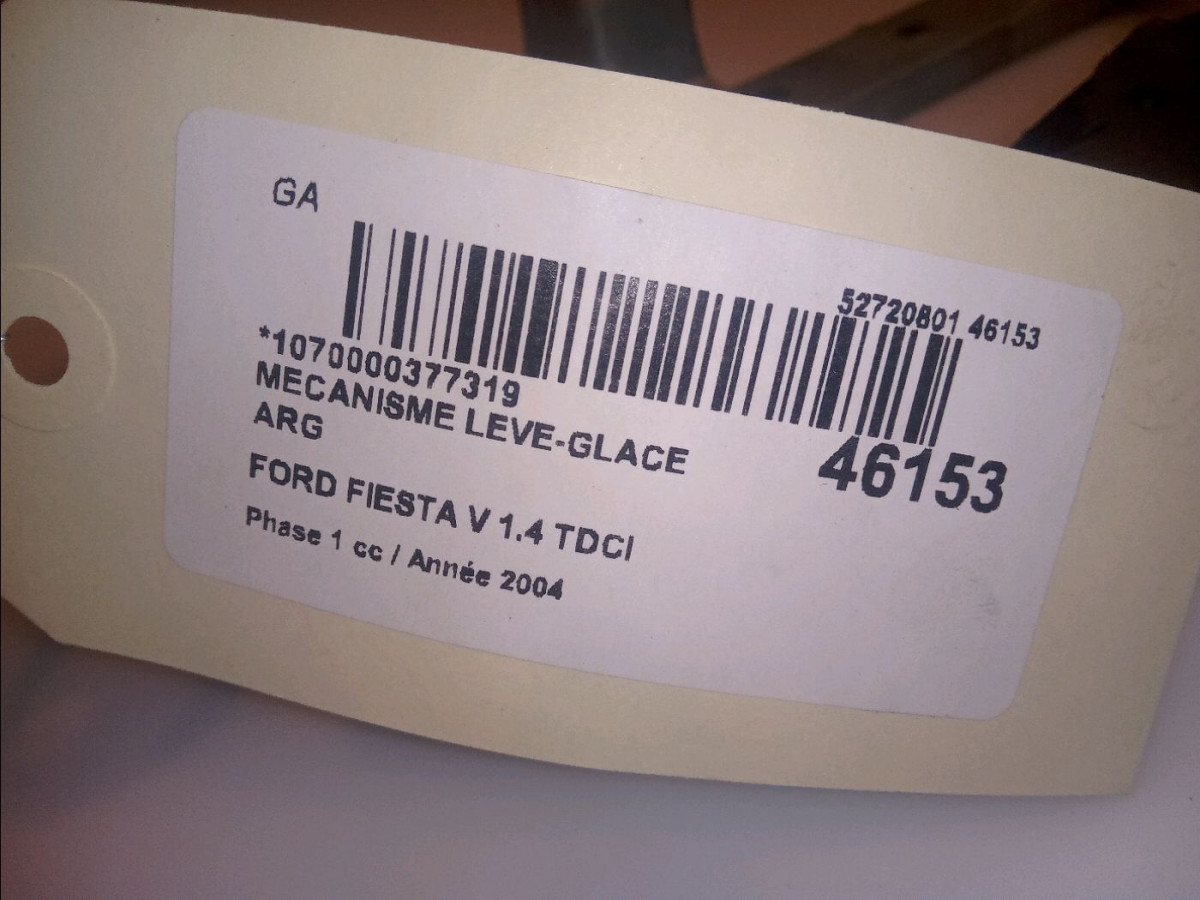 GA
52720801 46153
*1070000377319
MECANISME LEVE-GLACE
ARG
46153
FORD FIESTA V 1.4 TDCI
Phase 1 cc / Année 2004